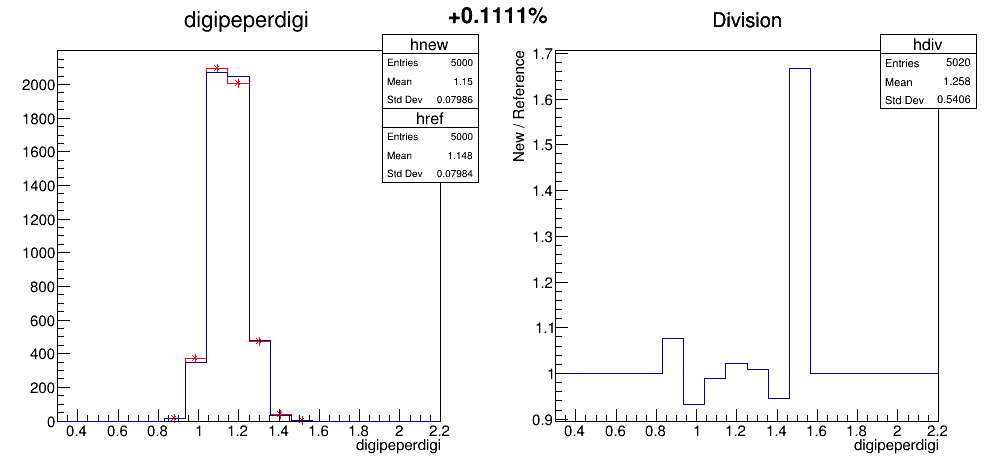 +0.1111%
digipeperdigi
hnew
Entries 5000
Mean 1.15
Std Dev 0.07986
href
Entries 5000
Mean 1.148
Std Dev 0.07984
2000
1800
1600
1400
1200
1000
800
600
400
200
0
0.4 0.6 0.8 1 1.2 1.4 1.6 1.8 2 2.2
digipeperdigi
Division
hdiv
Entries 5020
Mean 1.258
Std Dev 0.5406
New / Reference
1.7
1.6
1.5
1.4
1.3
1.2
1.1
1
0.9
0.4 0.6 0.8 1 1.2 1.4 1.6 1.8 2 2.2
digipeperdigi